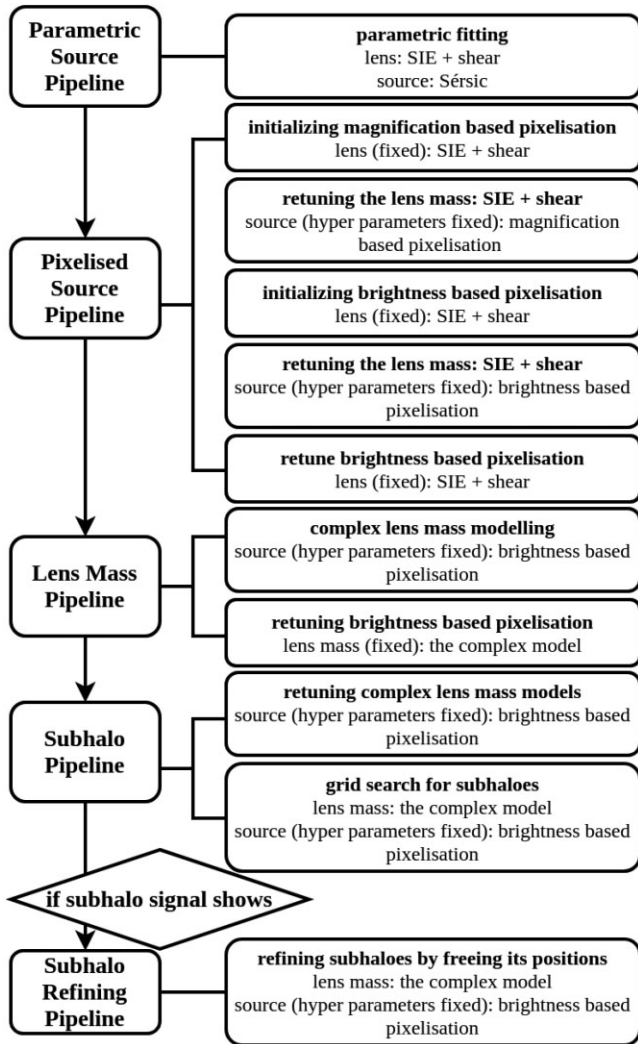 Parametric
Source
Pipeline
parametric fitting
lens: SIE + shear
source: Sérsic
Pixelised
Source
Pipeline
initializing magnification based pixelisation
lens (fixed): SIE + shear
retuning the lens mass: SIE + shear
source (hyper parameters fixed): magnification
based pixelisation
initializing brightness based pixelisation
lens (fixed): SIE + shear
retuning the lens mass: SIE + shear
source (hyper parameters fixed): brightness based
pixelisation
retune brightness based pixelisation
lens (fixed): SIE + shear
Lens Mass
Pipeline
complex lens mass modelling
source (hyper parameters fixed): brightness based
pixelisation
retuning brightness based pixelisation
lens mass (fixed): the complex model
Subhalo
Pipeline
retuning complex lens mass models
source (hyper parameters fixed): brightness based
pixelisation
grid search for subhaloes
lens mass: the complex model
source (hyper parameters fixed): brightness based
pixelisation
if subhalo signal shows
Subhalo
Refining
Pipeline
refining subhaloes by freeing its positions
lens mass: the complex model
source (hyper parameters fixed): brightness based
pixelisation